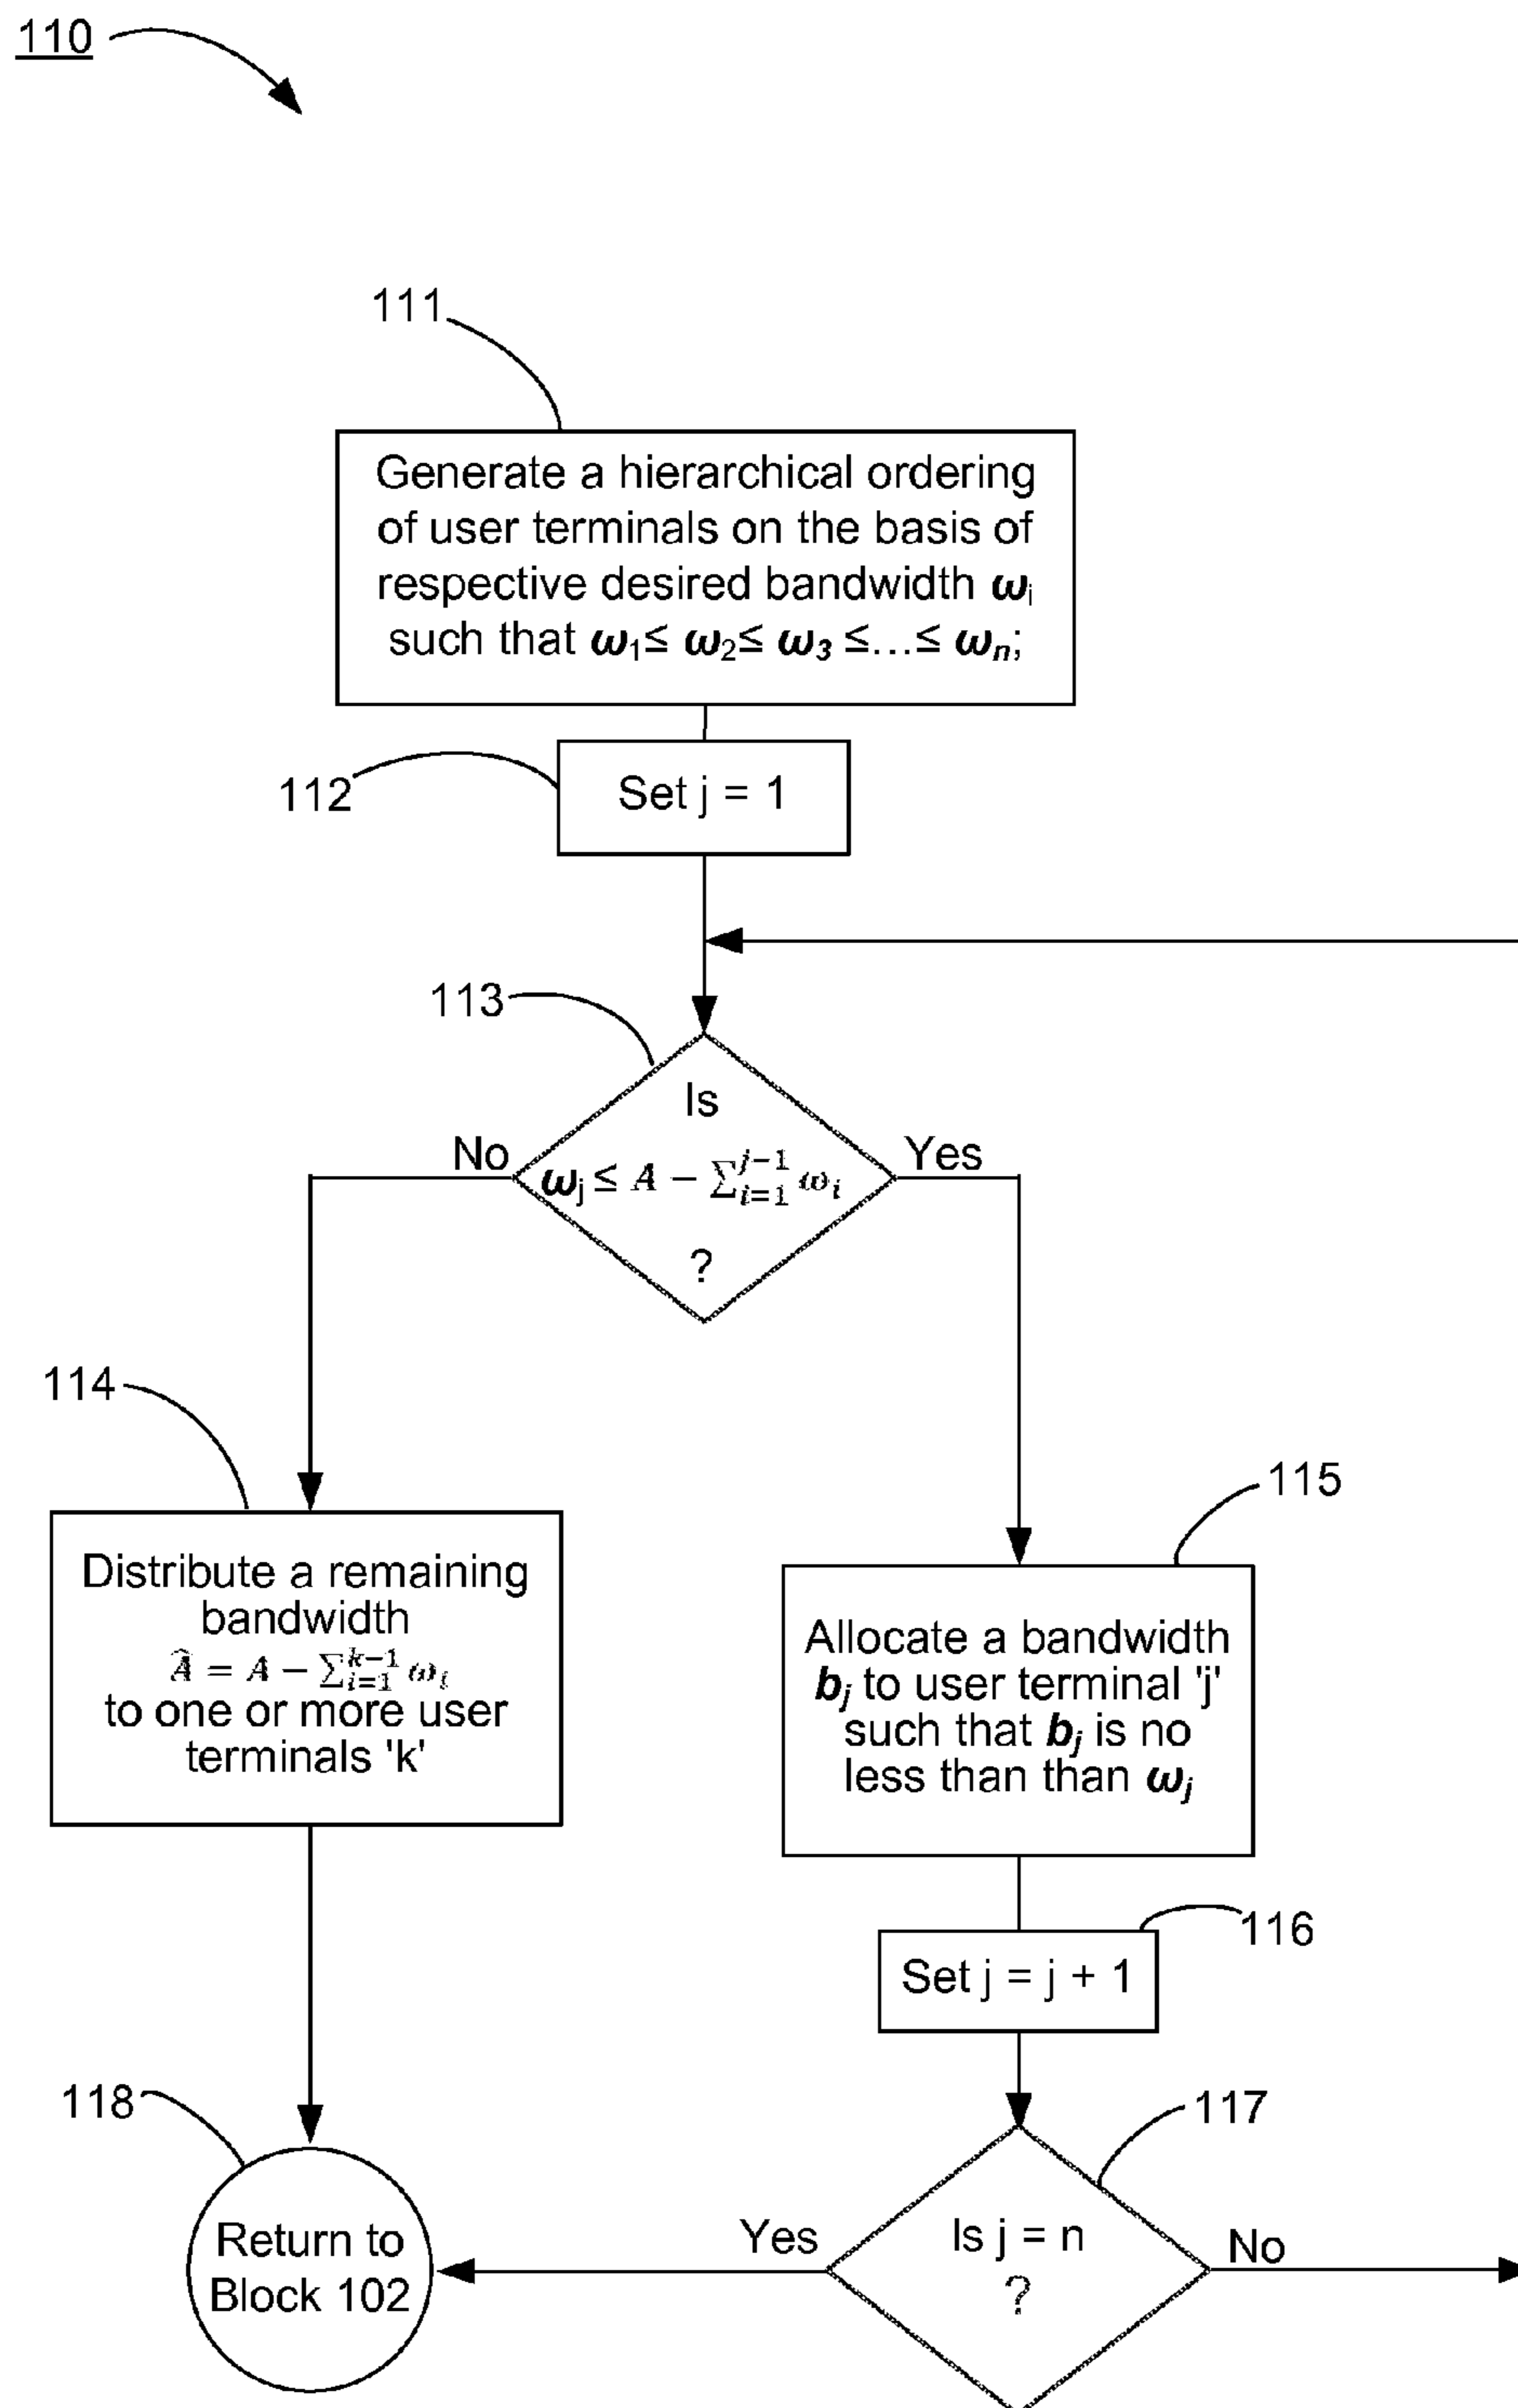 110
111
Generate a hierarchical ordering
of user terminals on the basis of
respective desired bandwidth ωi
such that ω1≤ ω2≤ ω3 ≤...≤ ωn;
112
Set j = 1
113
Is
No
Yes
ωj ≤ A − ∑_{i=1}^{j−1} ωi
?
114
115
Distribute a remaining
bandwidth
Â = A − ∑_{i=1}^{k−1} ωi
to one or more user
terminals 'k'
Allocate a bandwidth
bj to user terminal 'j'
such that bj is no
less than than ωj
116
Set j = j + 1
118
117
Return to
Block 102
Yes
Is j = n
?
No